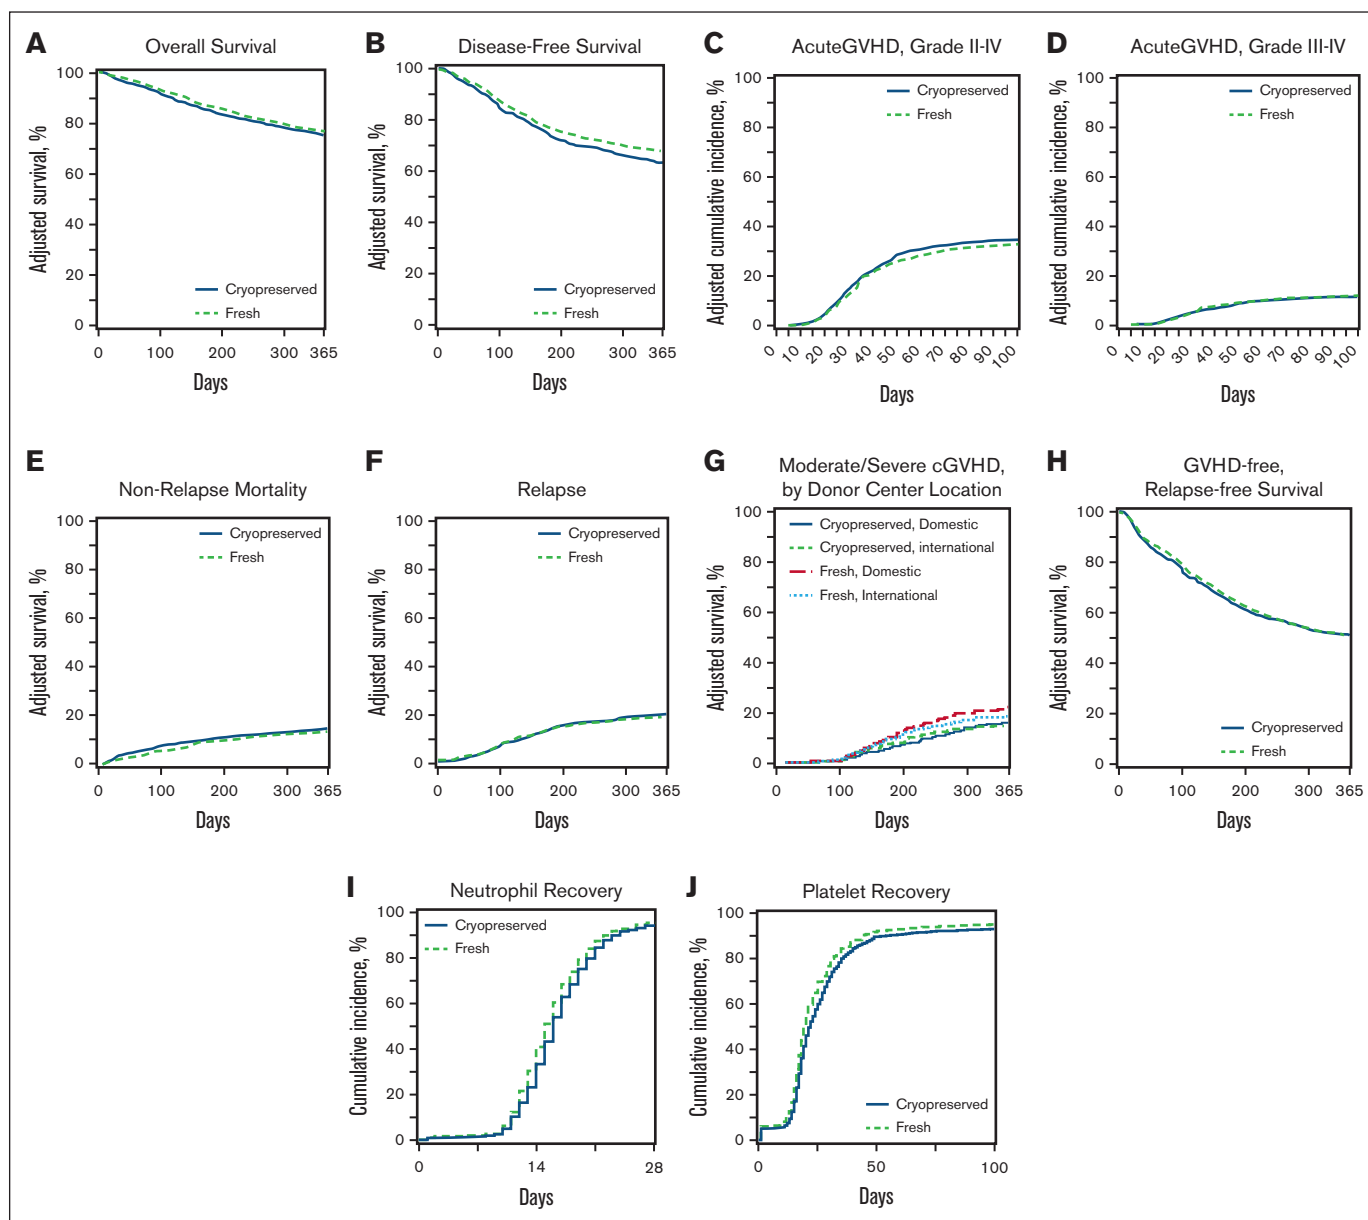 A
Overall Survival
Adjusted survival, %
100
80
60
40
20
0
Cryopreserved
Fresh
0 100 200 300 365
Days
B
Disease-Free Survival
Adjusted survival, %
100
80
60
40
20
0
Cryopreserved
Fresh
0 100 200 300 365
Days
C
AcuteGVHD, Grade II-IV
Adjusted cumulative incidence, %
100
80
60
40
20
0
Cryopreserved
Fresh
0 10 20 30 40 50 60 70 80 90 100
Days
D
AcuteGVHD, Grade III-IV
Adjusted cumulative incidence, %
100
80
60
40
20
0
Cryopreserved
Fresh
0 10 20 30 40 50 60 70 80 90 100
Days
E
Non-Relapse Mortality
Adjusted survival, %
100
80
60
40
20
0
Cryopreserved
Fresh
0 100 200 300 365
Days
F
Relapse
Adjusted survival, %
100
80
60
40
20
0
Cryopreserved
Fresh
0 100 200 300 365
Days
G
Moderate/Severe cGVHD,
by Donor Center Location
Adjusted survival, %
100
80
60
40
20
0
Cryopreserved, Domestic
Cryopreserved, international
Fresh, Domestic
Fresh, International
0 100 200 300 365
Days
H
GVHD-free,
Relapse-free Survival
Adjusted survival, %
100
80
60
40
20
0
Cryopreserved
Fresh
0 100 200 300 365
Days
I
Neutrophil Recovery
Cumulative incidence, %
100
80
60
40
20
0
Cryopreserved
Fresh
0 14 28
Days
J
Platelet Recovery
Cumulative incidence, %
100
80
60
40
20
0
Cryopreserved
Fresh
0 50 100
Days